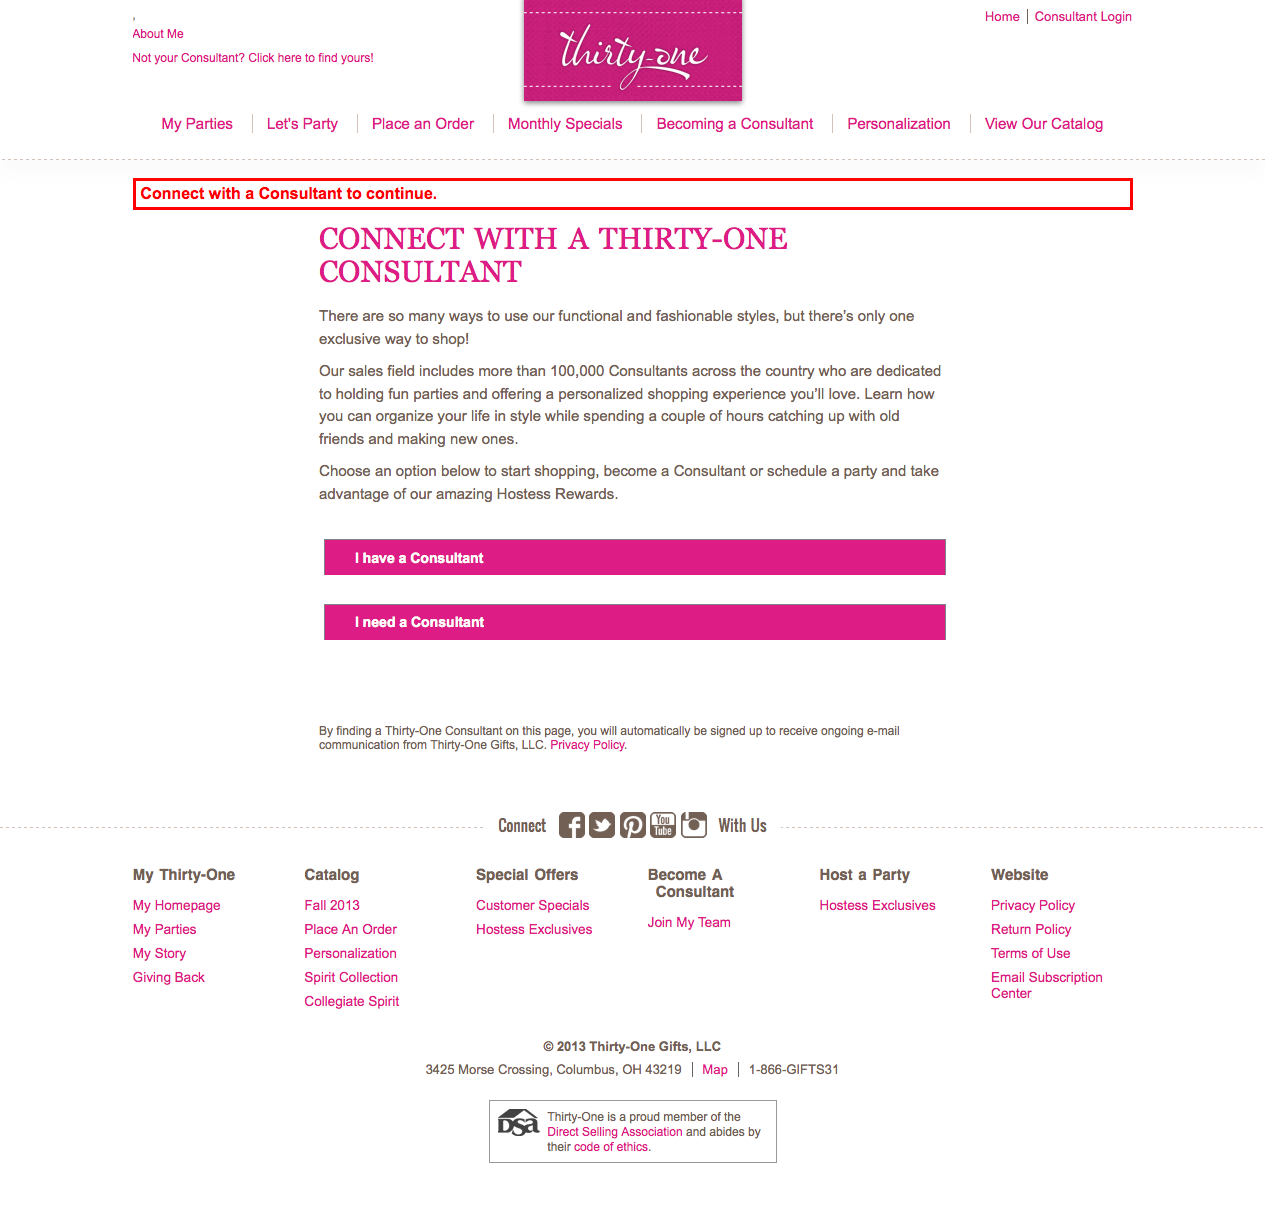 ,
About Me
Not your Consultant? Click here to find yours!
thirty-one
Home Consultant Login
My Parties Let's Party Place an Order Monthly Specials Becoming a Consultant Personalization View Our Catalog
Connect with a Consultant to continue.
CONNECT WITH A THIRTY-ONE
CONSULTANT
There are so many ways to use our functional and fashionable styles, but there’s only one
exclusive way to shop!
Our sales field includes more than 100,000 Consultants across the country who are dedicated
to holding fun parties and offering a personalized shopping experience you’ll love. Learn how
you can organize your life in style while spending a couple of hours catching up with old
friends and making new ones.
Choose an option below to start shopping, become a Consultant or schedule a party and take
advantage of our amazing Hostess Rewards.
I have a Consultant
I need a Consultant
By finding a Thirty-One Consultant on this page, you will automatically be signed up to receive ongoing e-mail
communication from Thirty-One Gifts, LLC. Privacy Policy.
Connect You Tube With Us
My Thirty-One
My Homepage
My Parties
My Story
Giving Back
Catalog
Fall 2013
Place An Order
Personalization
Spirit Collection
Collegiate Spirit
Special Offers
Customer Specials
Hostess Exclusives
Become A
Consultant
Join My Team
Host a Party
Hostess Exclusives
Website
Privacy Policy
Return Policy
Terms of Use
Email Subscription
Center
© 2013 Thirty-One Gifts, LLC
3425 Morse Crossing, Columbus, OH 43219 Map 1-866-GIFTS31
DSA
Thirty-One is a proud member of the
Direct Selling Association and abides by
their code of ethics.